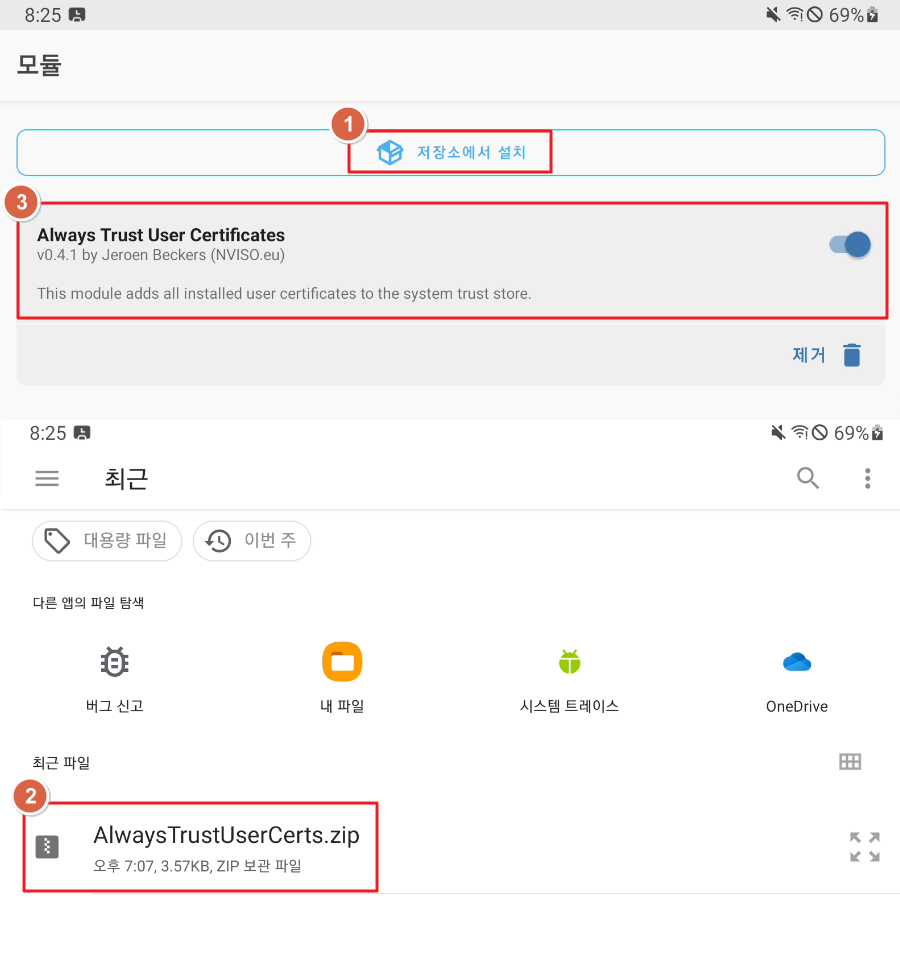 8:25
69%
모듈
1
저장소에서 설치
3
Always Trust User Certificates
v0.4.1 by Jeroen Beckers (NVISO.eu)
This module adds all installed user certificates to the system trust store.
제거
8:25
69%
최근
대용량 파일
이번 주
다른 앱의 파일 탐색
버그 신고
내 파일
시스템 트레이스
OneDrive
최근 파일
2
AlwaysTrustUserCerts.zip
오후 7:07, 3.57KB, ZIP 보관 파일